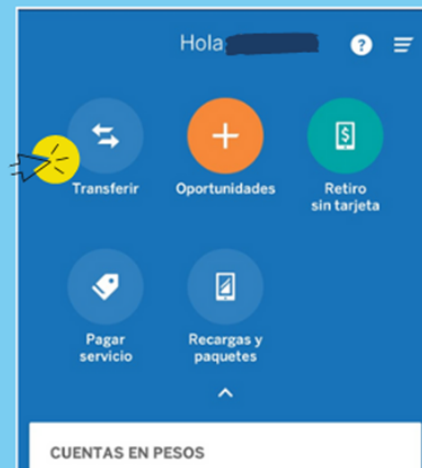 Hola
?
Transferir
Oportunidades
Retiro
sin tarjeta
Pagar
servicio
Recargas y
paquetes
CUENTAS EN PESOS